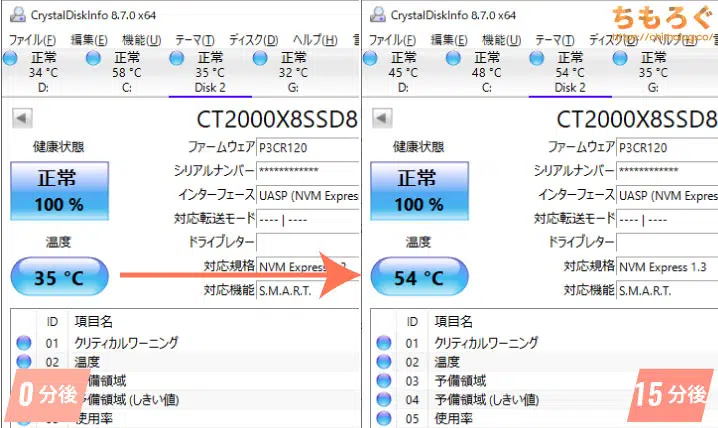 CrystalDiskInfo 8.7.0 x64
ファイル(F) 編集(E) 機能(U) テーマ(T) ディスク(D) ヘルプ(H)
正常 正常 正常 正常
34 °C 58 °C 35 °C 32 °C
D: C: Disk 2 G:
CT2000X8SSD8
健康状態
正常
100 %
温度
35 °C
ファームウェア P3CR120
シリアルナンバー ************
インターフェース UASP (NVM Expres
対応転送モード ---- | ----
ドライブレター
対応規格 NVM Express 1.3
対応機能 S.M.A.R.T.
ID 項目名
01 クリティカルワーニング
02 温度
予備領域
予備領域 (しきい値)
使用率
0分後
CrystalDiskInfo 8.7.0 x64
ちもろぐ
ファイル(F) 編集(E) 機能(U) テーマ(T) ディスク(D) ヘルプ(H)
正常 正常 正常 正常
45 °C 48 °C 54 °C 35 °C
D: C: Disk 2 G:
CT2000X8SSD8
健康状態
正常
100 %
温度
54 °C
ファームウェア P3CR120
シリアルナンバー ************
インターフェース UASP (NVM Expres
対応転送モード ---- | ----
ドライブレター
対応規格 NVM Express 1.3
対応機能 S.M.A.R.T.
ID 項目名
01 クリティカルワーニング
02 温度
03 予備領域
04 予備領域 (しきい値)
05 使用率
15分後